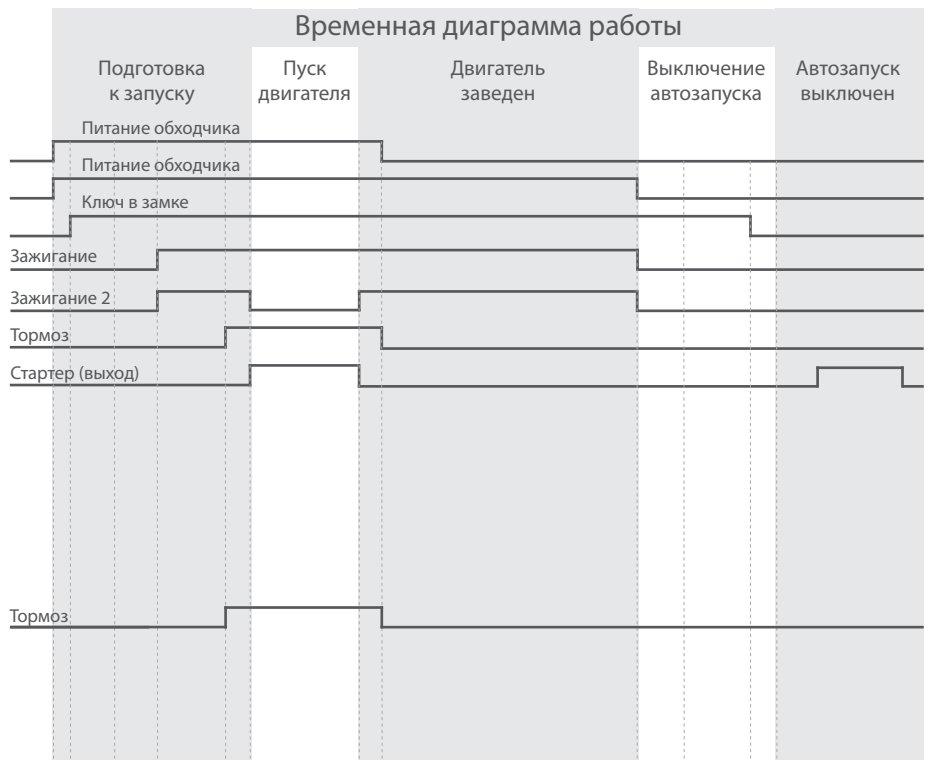 Временная диаграмма работы
Подготовка
к запуску
Пуск
двигателя
Двигатель
заведен
Выключение
автозапуска
Автозапуск
выключен
Питание обходчика
Питание обходчика
Ключ в замке
Зажигание
Зажигание 2
Тормоз
Стартер (выход)
Тормоз